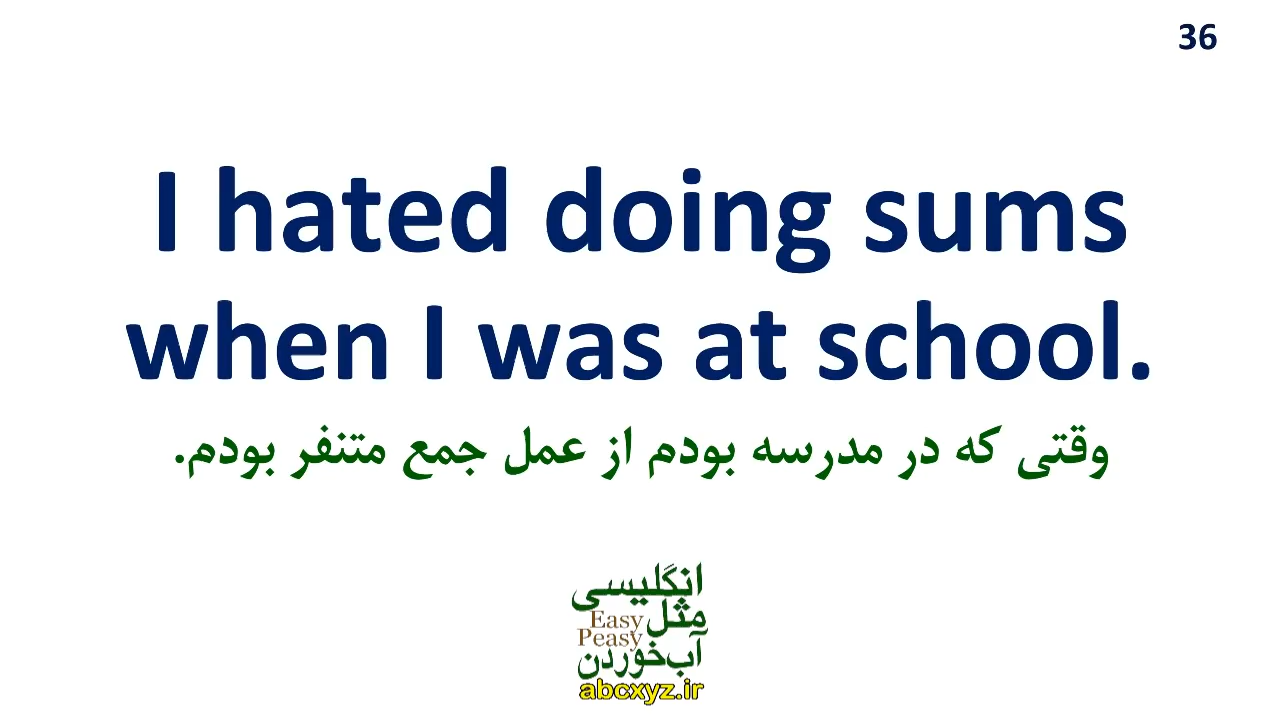 36
I hated doing sums
when I was at school.
وقتی که در مدرسه بودم از عمل جمع متنفر بودم.
انگلیسی
مثل
Easy
Peasy
آب‌خوردن
abcxyz.ir